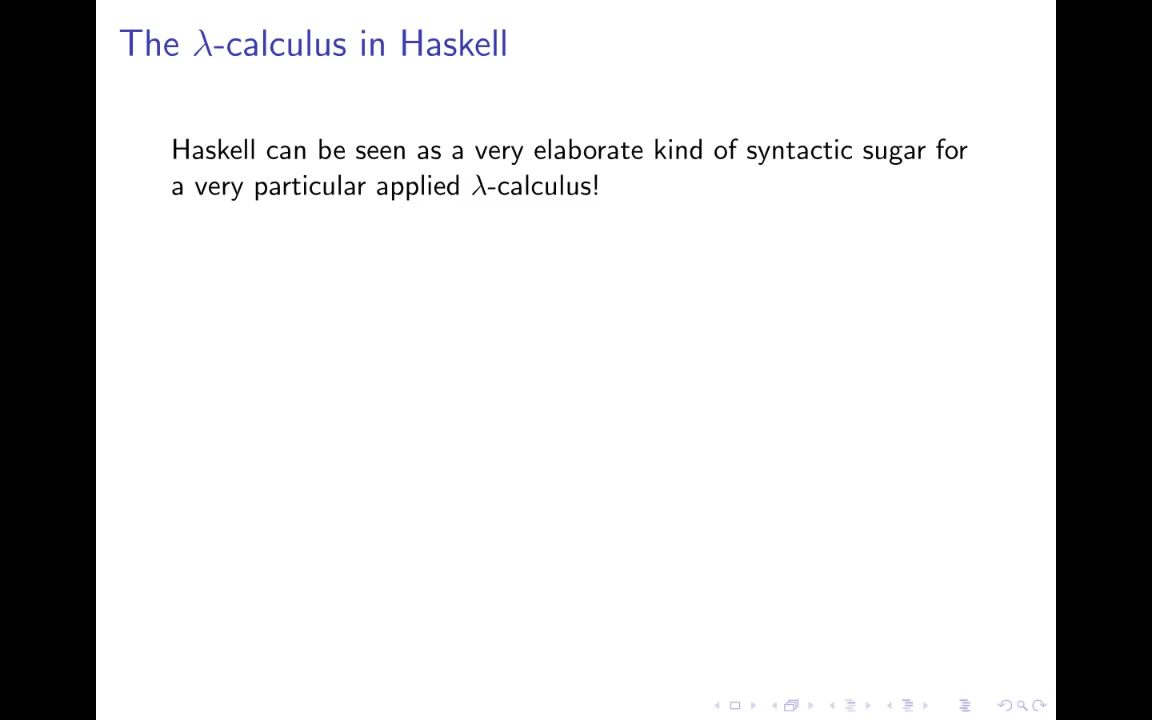 The λ-calculus in Haskell
Haskell can be seen as a very elaborate kind of syntactic sugar for
a very particular applied λ-calculus!